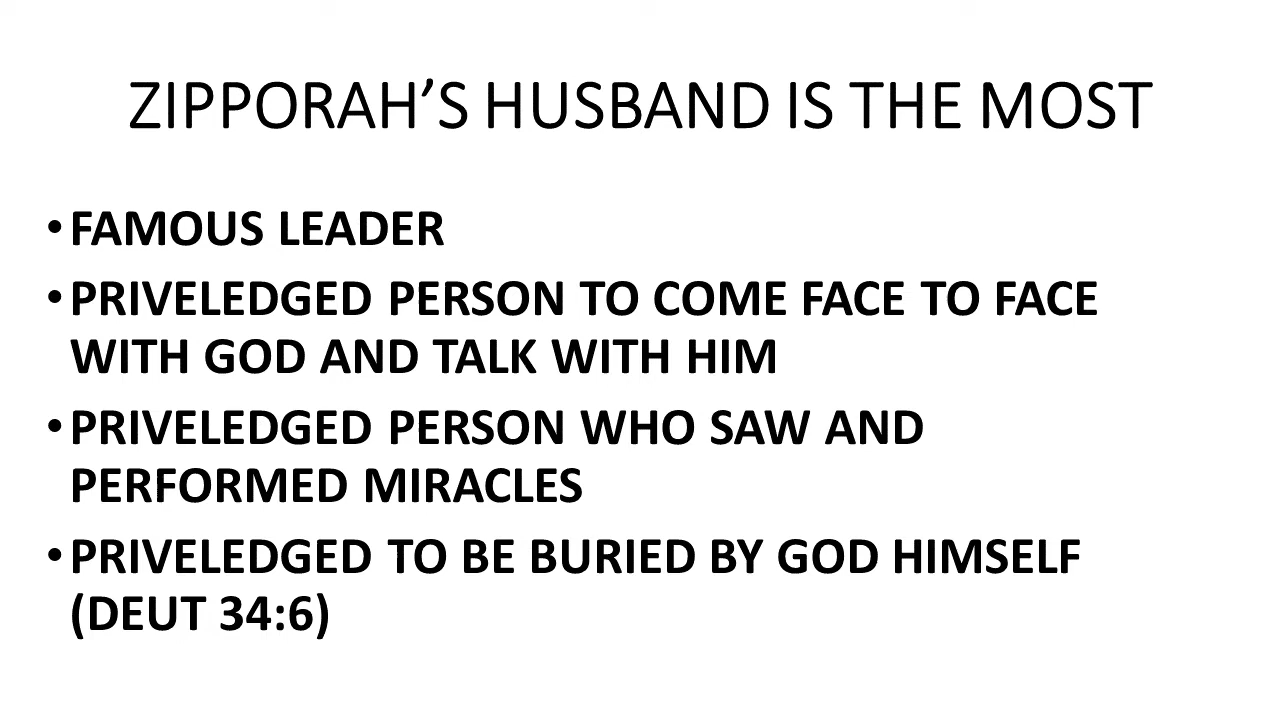 ZIPPORAH’S HUSBAND IS THE MOST
•FAMOUS LEADER
•PRIVELEDGED PERSON TO COME FACE TO FACE
WITH GOD AND TALK WITH HIM
•PRIVELEDGED PERSON WHO SAW AND
PERFORMED MIRACLES
•PRIVELEDGED TO BE BURIED BY GOD HIMSELF
(DEUT 34:6)